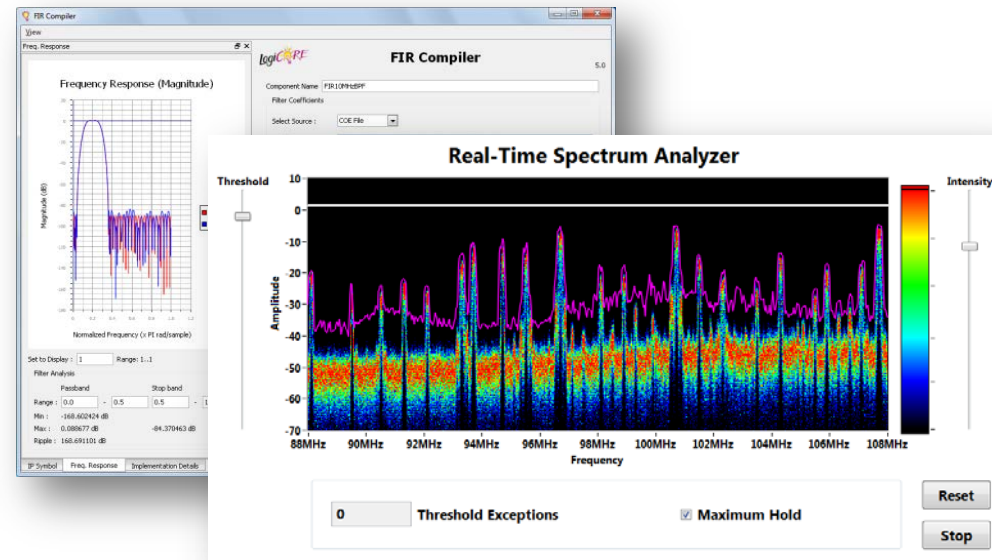 FIR Compiler
View
Freq. Response
logiCORE
FIR Compiler
5.0
Component Name FIR10MHzBPF
Filter Coefficients
Select Source : COE File
Frequency Response (Magnitude)
Magnitude (dB)
Normalized Frequency (x PI rad/sample)
Set to Display : 1 Range: 1..1
Filter Analysis
Passband Stop band
Range : 0.0 - 0.5 0.5 - 1
Min : -168.602424 dB
Max : 0.088677 dB -84.370463 dB
Ripple : 168.691101 dB
IP Symbol Freq. Response Implementation Details
Real-Time Spectrum Analyzer
Threshold
Intensity
Amplitude
10
0
-10
-20
-30
-40
-50
-60
-70
88MHz 90MHz 92MHz 94MHz 96MHz 98MHz 100MHz 102MHz 104MHz 106MHz 108MHz
Frequency
0 Threshold Exceptions Maximum Hold
Reset
Stop